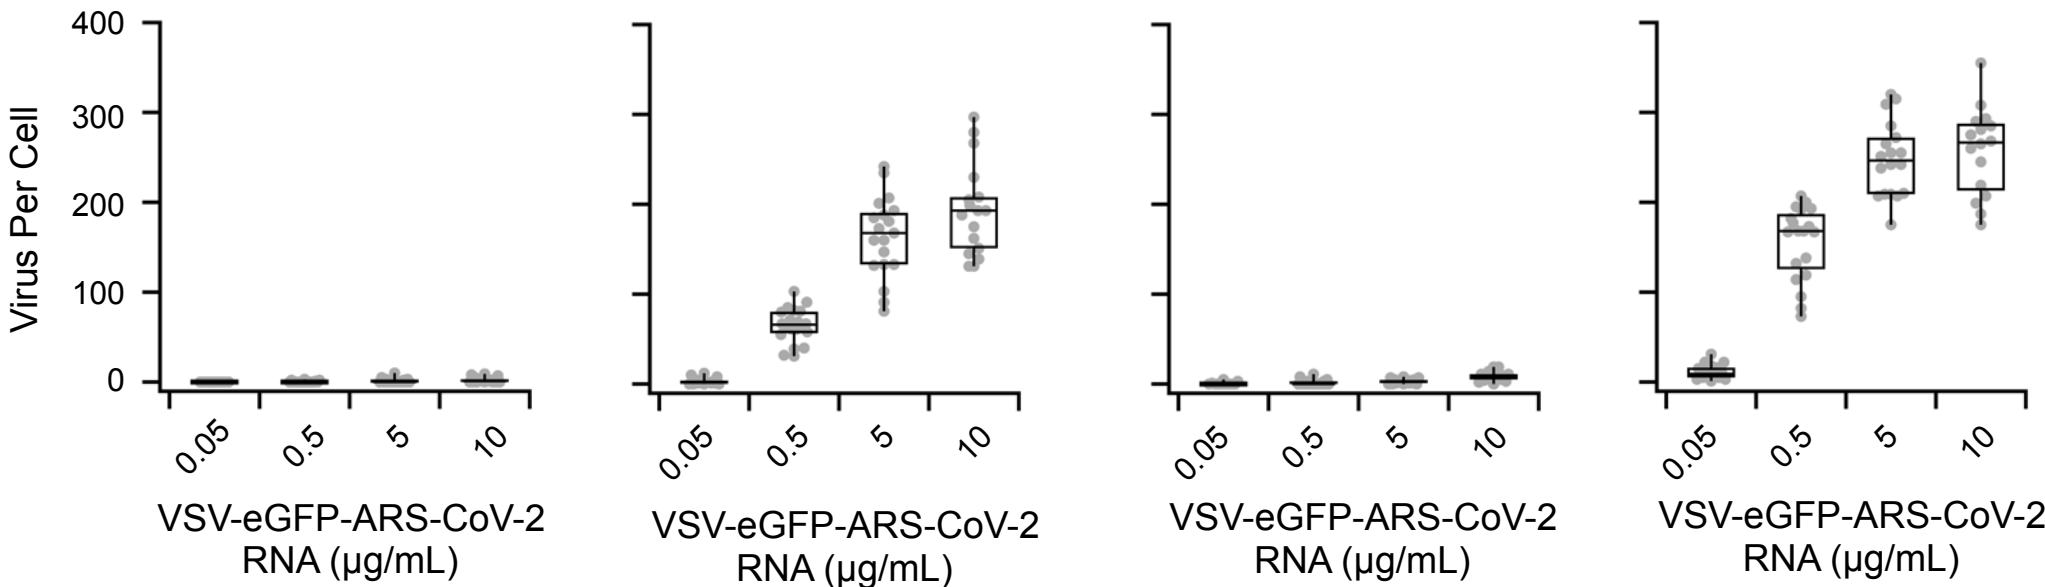 Virus Per Cell
400
300
200
100
0
0.05
0.5
5
10
VSV-eGFP-ARS-CoV-2
RNA (µg/mL)
0.05
0.5
5
10
VSV-eGFP-ARS-CoV-2
RNA (µg/mL)
0.05
0.5
5
10
VSV-eGFP-ARS-CoV-2
RNA (µg/mL)
0.05
0.5
5
10
VSV-eGFP-ARS-CoV-2
RNA (µg/mL)